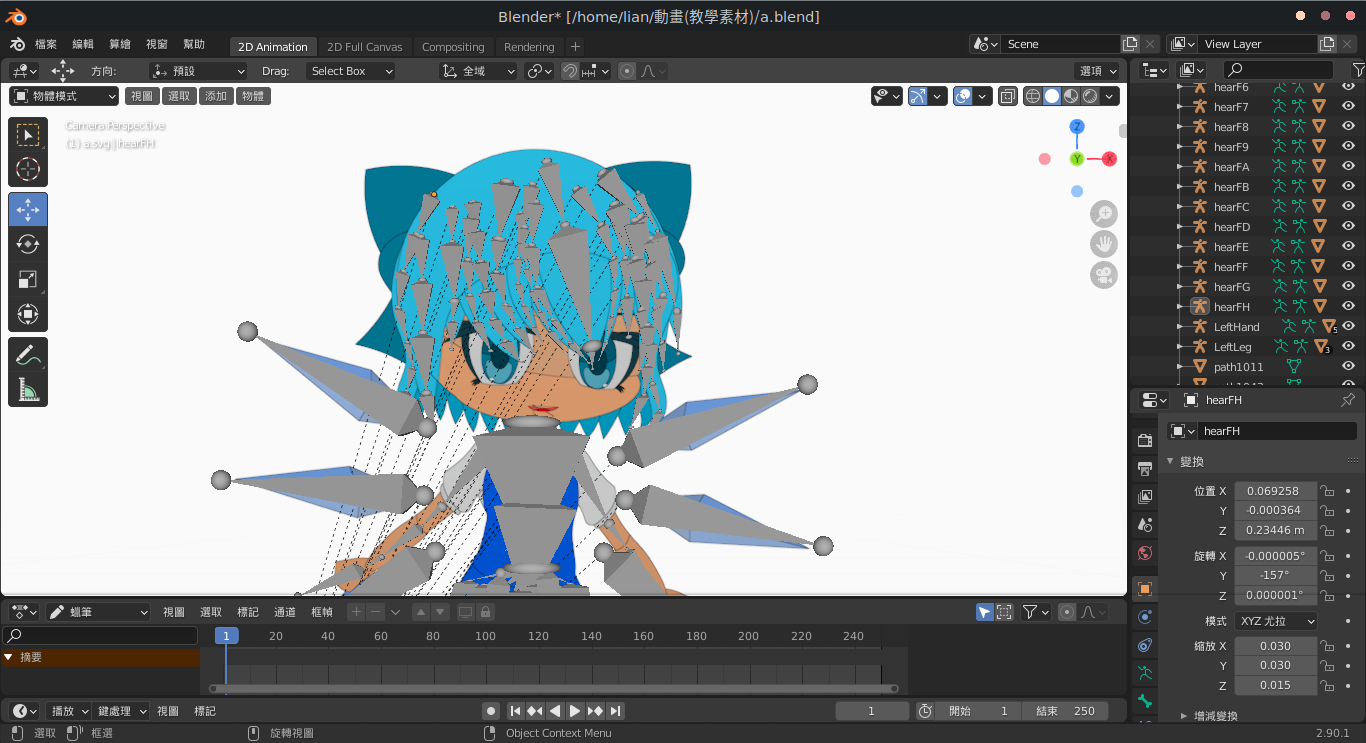 Blender* [/home/lian/動畫(教學素材)/a.blend]
檔案 編輯 算繪 視窗 幫助 2D Animation 2D Full Canvas Compositing Rendering + Scene View Layer
方向: 預設 Drag: Select Box 全域 選項
物體模式 視圖 選取 添加 物體
Camera Perspective
(1) a.svg | hearFH
Z
Y
X
hearF6
hearF7
hearF8
hearF9
hearFA
hearFB
hearFC
hearFD
hearFE
hearFF
hearFG
hearFH
LeftHand 5
LeftLeg 3
path1011
hearFH
hearFH
變換
位置 X 0.069258
Y -0.000364
Z 0.23446 m
旋轉 X -0.000005°
Y -157°
Z 0.000001°
模式 XYZ 尤拉
縮放 X 0.030
Y 0.030
Z 0.015
增減變換
蠟筆 視圖 選取 標記 通道 框幀
1 20 40 60 80 100 120 140 160 180 200 220 240
摘要
播放 鍵處理 視圖 標記 1 開始 1 結束 250
選取 框選 旋轉視圖 Object Context Menu 2.90.1